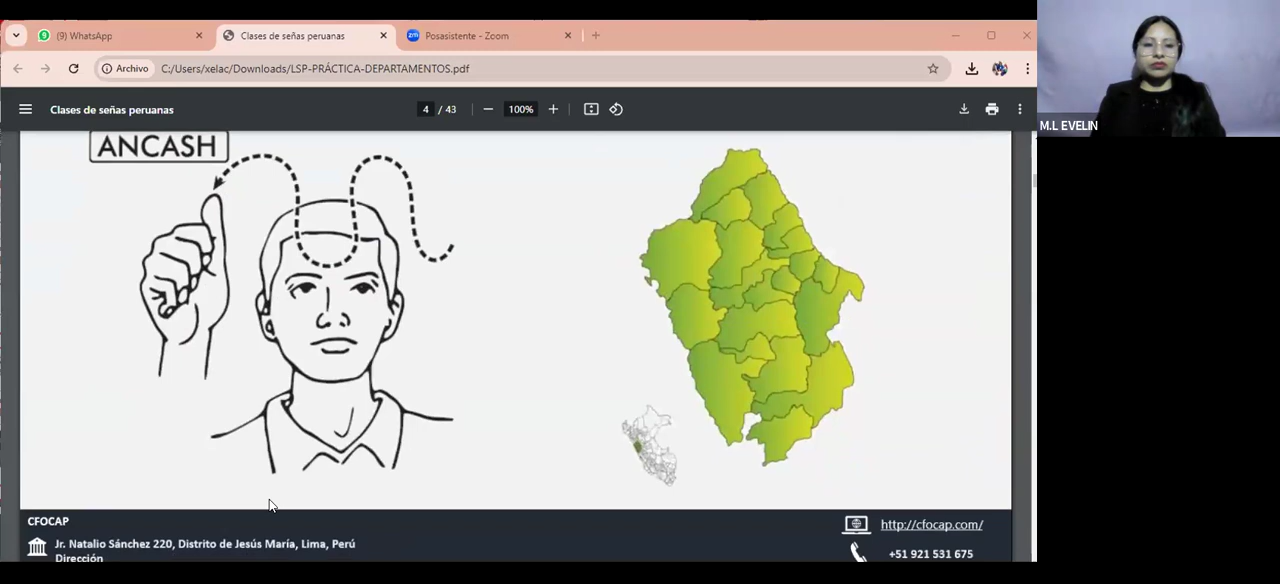 (9) WhatsApp
Clases de señas peruanas
Posasistente - Zoom
Archivo
C:/Users/xelac/Downloads/LSP-PRÁCTICA-DEPARTAMENTOS.pdf
Clases de señas peruanas
4 / 43
100%
M.L EVELIN
ANCASH
CFOCAP
Jr. Natalio Sánchez 220, Distrito de Jesús María, Lima, Perú
Dirección
http://cfocap.com/
+51 921 531 675